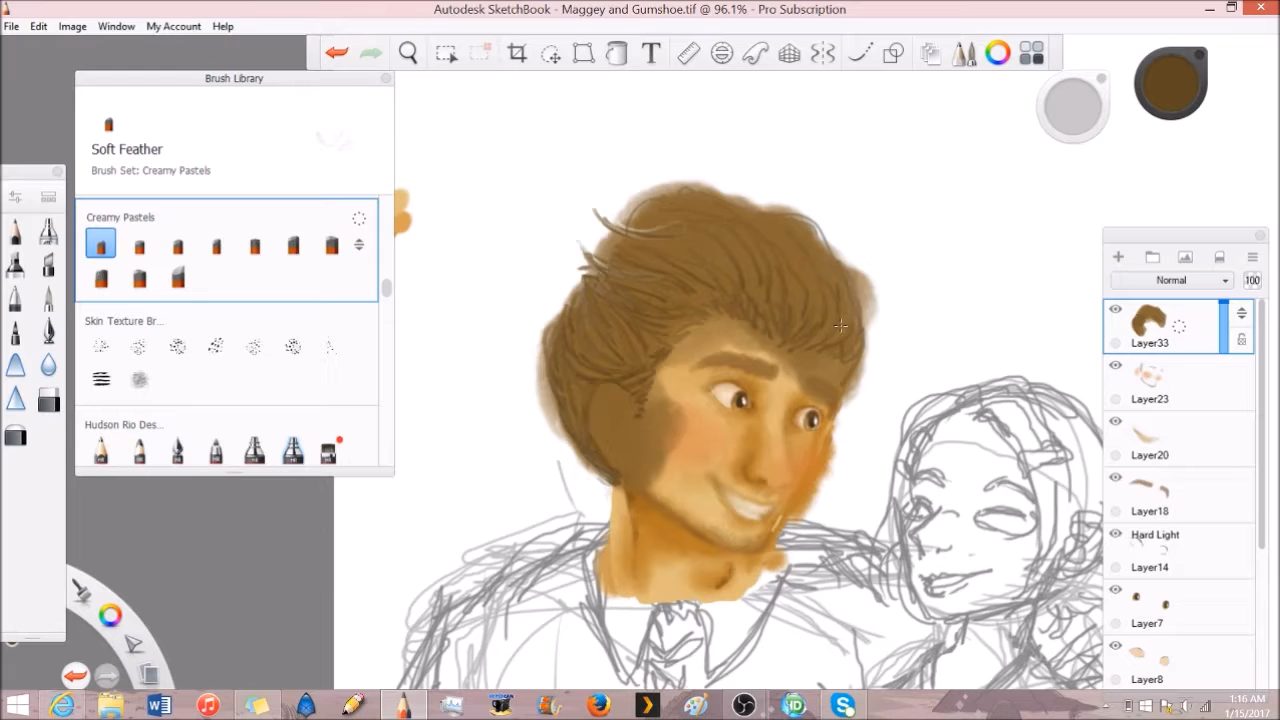 Autodesk SketchBook - Maggey and Gumshoe.tif @ 96.1% - Pro Subscription
File Edit Image Window My Account Help
T
Brush Library
Soft Feather
Brush Set: Creamy Pastels
Creamy Pastels
Skin Texture Br...
Hudson Rio Des...
Normal 100
Layer33
Layer23
Layer20
Layer18
Hard Light
Layer14
Layer7
Layer8
1:16 AM
1/15/2017